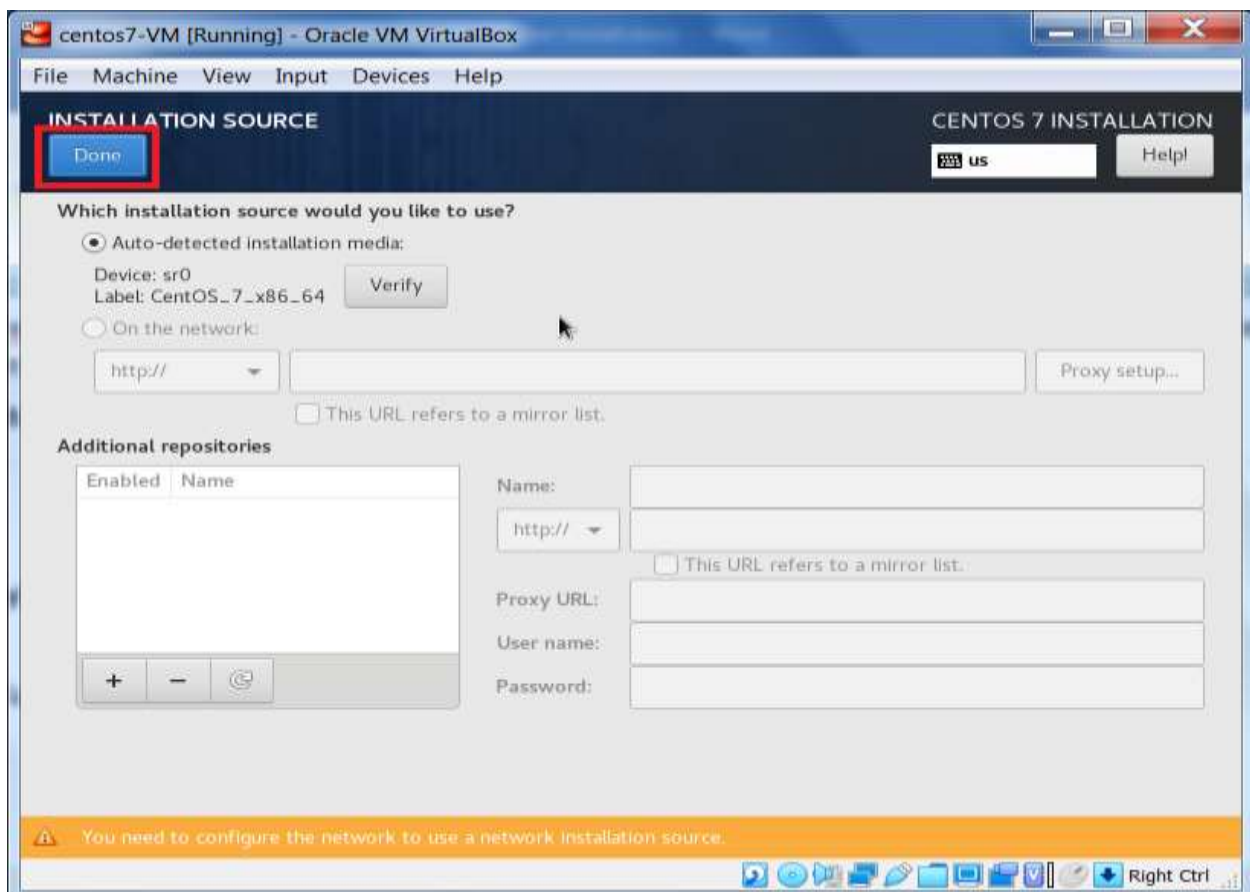 centos7-VM [Running] - Oracle VM VirtualBox
File Machine View Input Devices Help
INSTALLATION SOURCE
CENTOS 7 INSTALLATION
Done
us
Help!
Which installation source would you like to use?
Auto-detected installation media:
Device: sr0
Label: CentOS_7_x86_64
Verify
On the network:
http://
Proxy setup...
This URL refers to a mirror list.
Additional repositories
Enabled Name
Name:
http://
This URL refers to a mirror list.
Proxy URL:
User name:
Password:
You need to configure the network to use a network installation source.
Right Ctrl